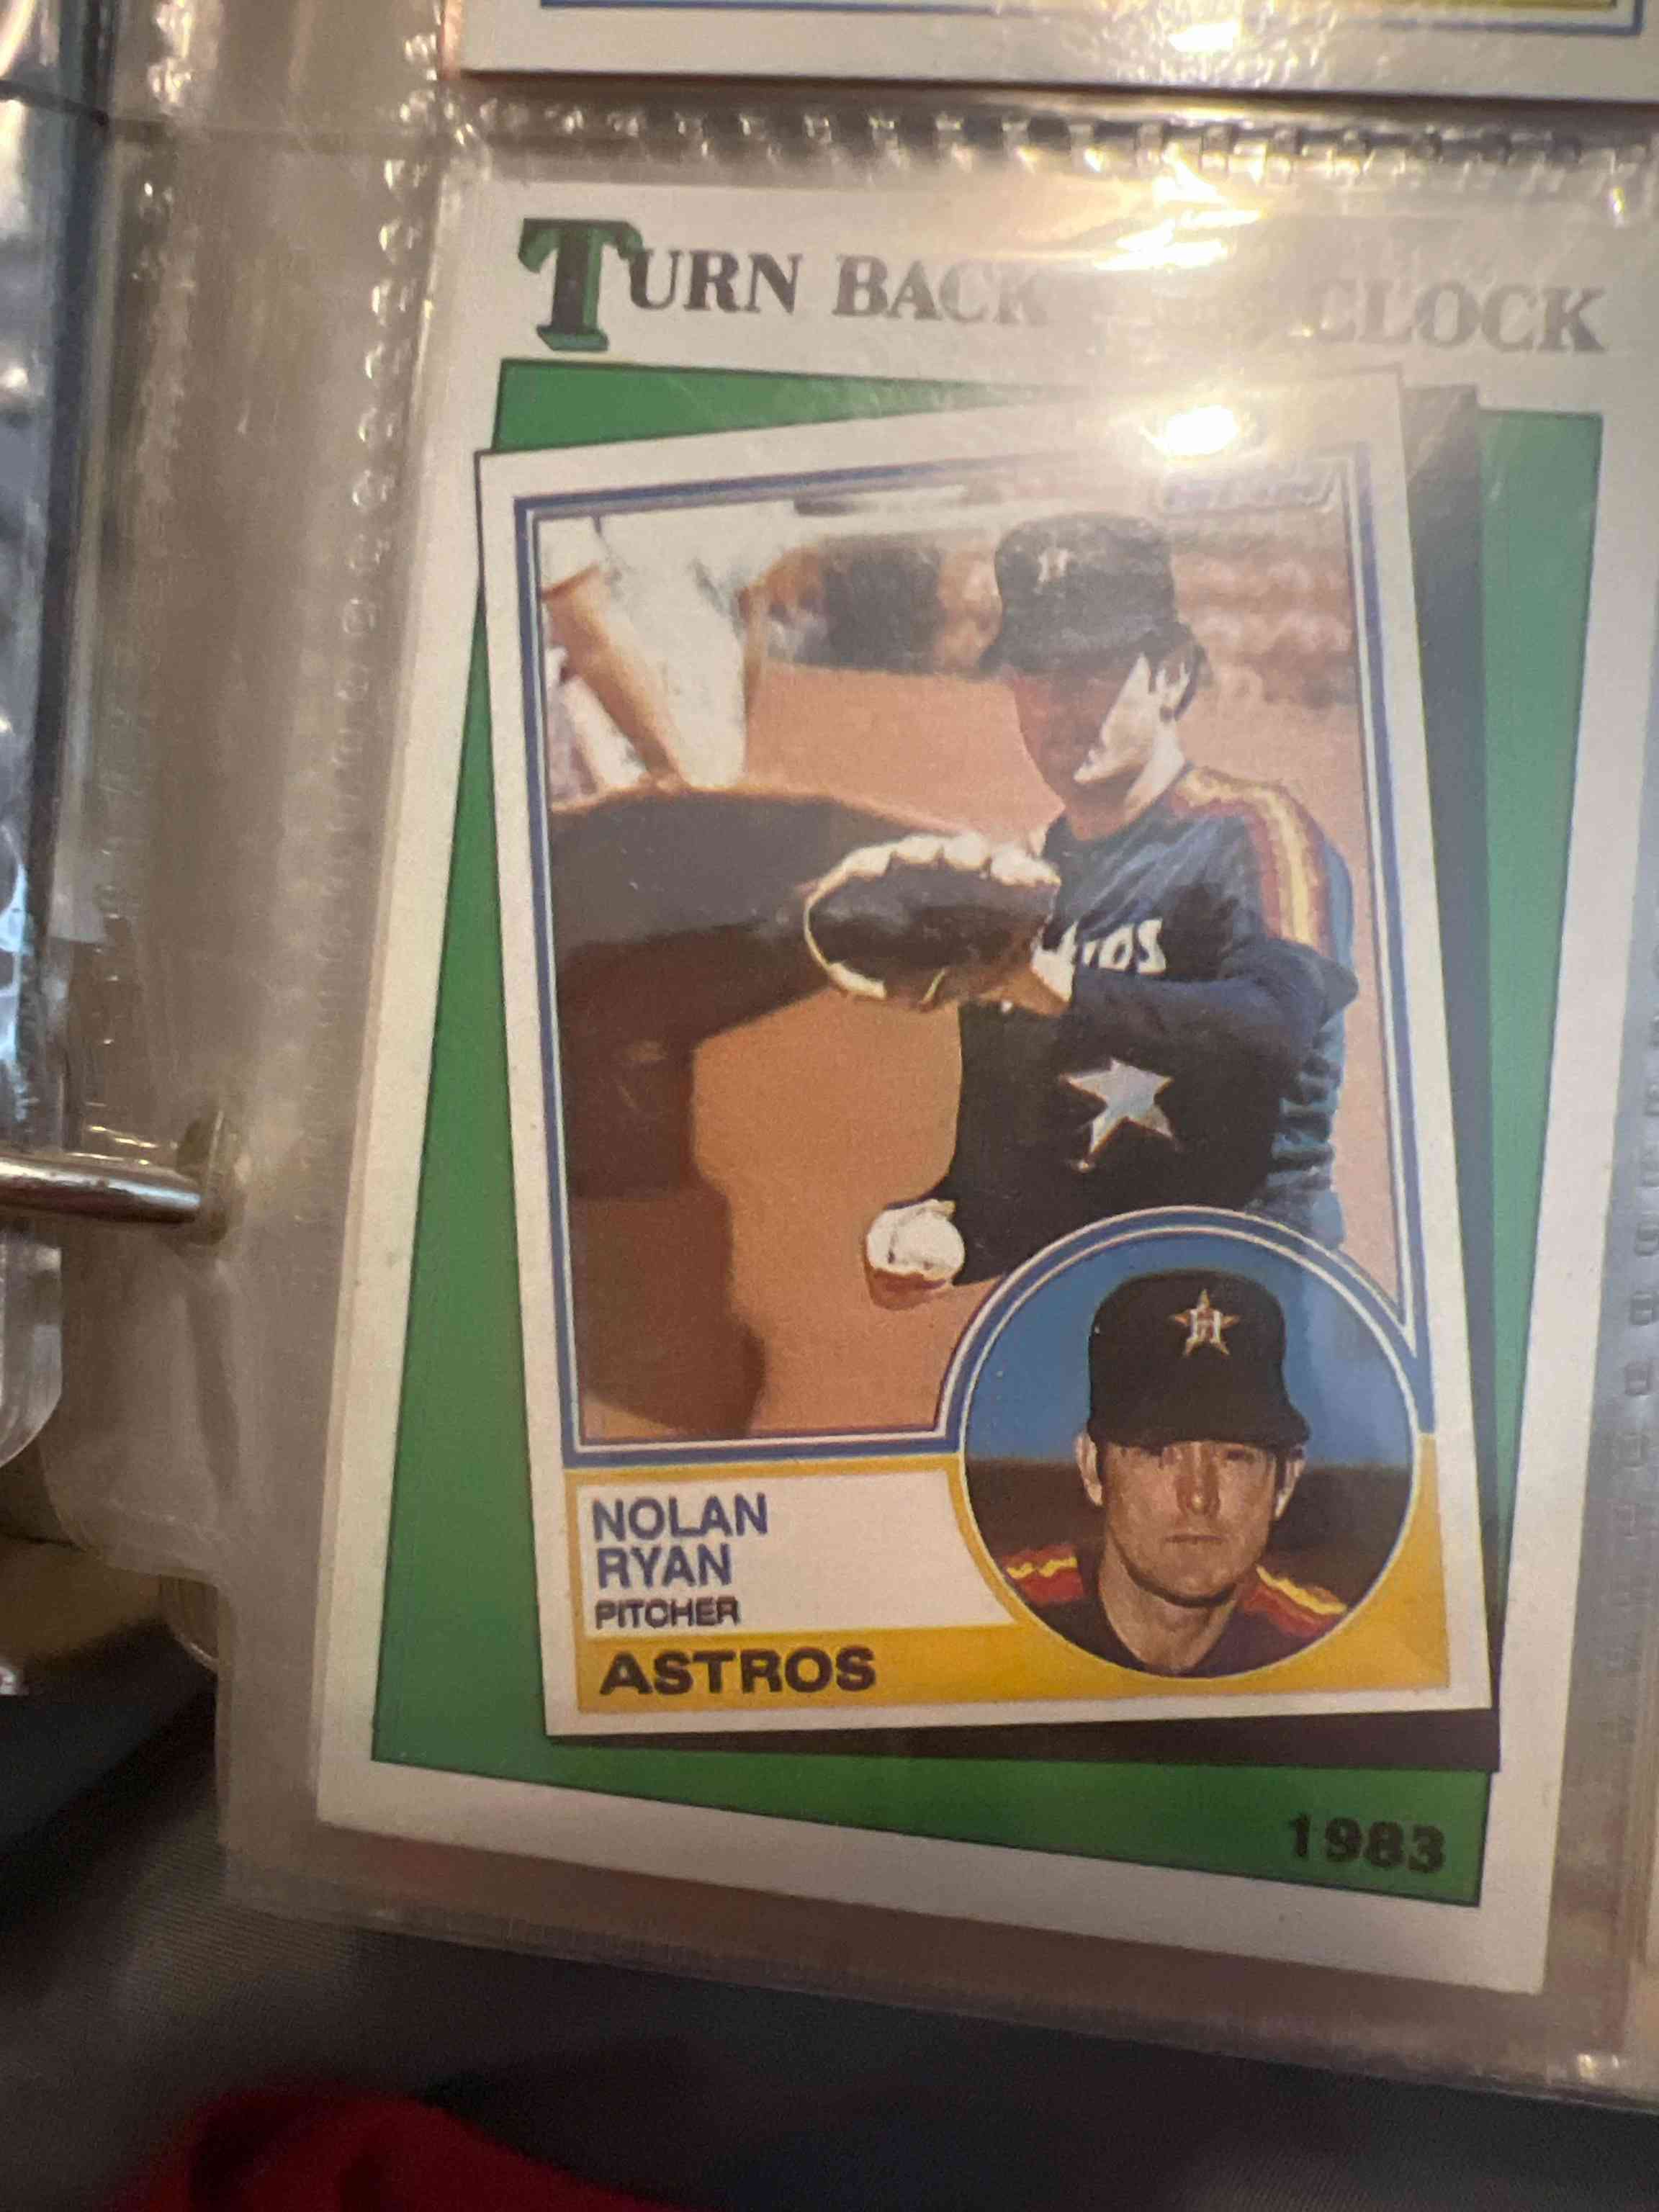 TURN BACK CLOCK
NOLAN
RYAN
PITCHER
ASTROS
1983